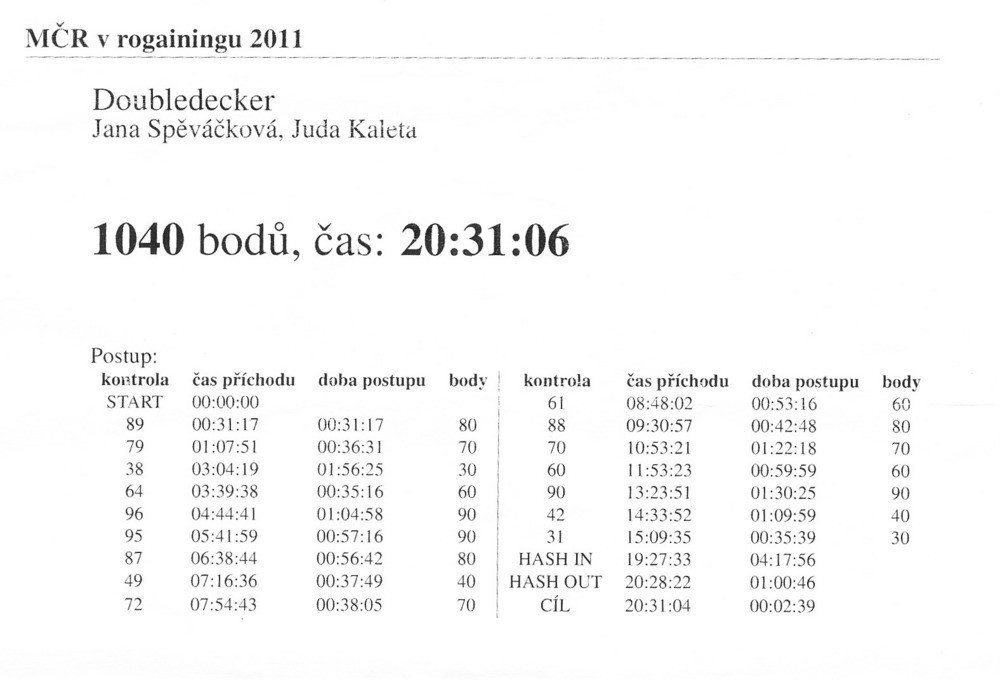 MČR v rogainingu 2011
Doubledecker
Jana Spěváčková, Juda Kaleta
1040 bodů, čas: 20:31:06
Postup:
kontrola čas příchodu doba postupu body
START 00:00:00
89 00:31:17 00:31:17 80
79 01:07:51 00:36:31 70
38 03:04:19 01:56:25 30
64 03:39:38 00:35:16 60
96 04:44:41 01:04:58 90
95 05:41:59 00:57:16 90
87 06:38:44 00:56:42 80
49 07:16:36 00:37:49 40
72 07:54:43 00:38:05 70
kontrola čas příchodu doba postupu body
61 08:48:02 00:53:16 60
88 09:30:57 00:42:48 80
70 10:53:21 01:22:18 70
60 11:53:23 00:59:59 60
90 13:23:51 01:30:25 90
42 14:33:52 01:09:59 40
31 15:09:35 00:35:39 30
HASH IN 19:27:33 04:17:56
HASH OUT 20:28:22 01:00:46
CÍL 20:31:04 00:02:39